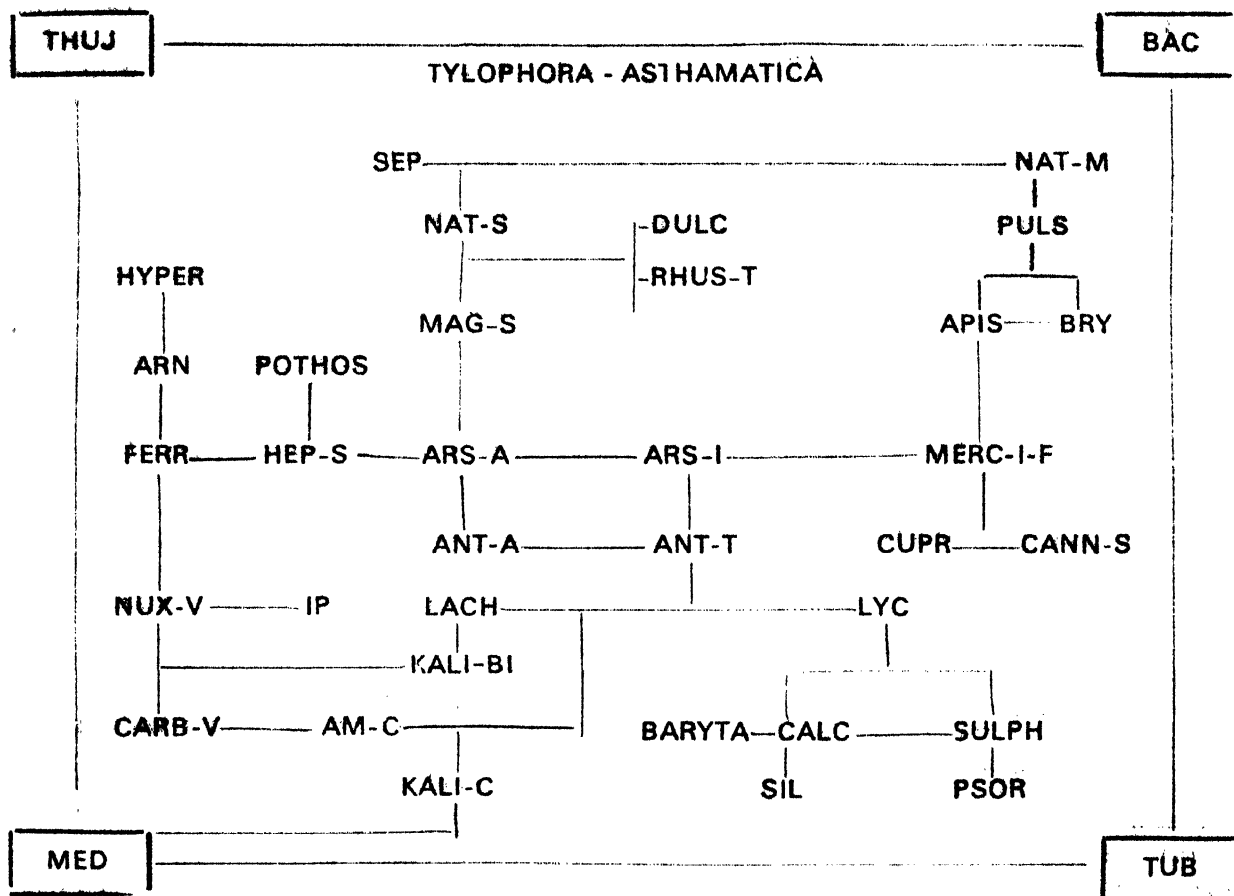 THUJ BAC
TYLOPHORA - ASTHAMATICA
SEP NAT-M
NAT-S -DULC PULS
HYPER -RHUS-T
MAG-S APIS BRY
ARN POTHOS
FERR HEP-S ARS-A ARS-I MERC-I-F
ANT-A ANT-T CUPR CANN-S
NUX-V IP LACH LYC
KALI-BI
CARB-V AM-C BARYTA CALC SULPH
KALI-C SIL PSOR
MED TUB